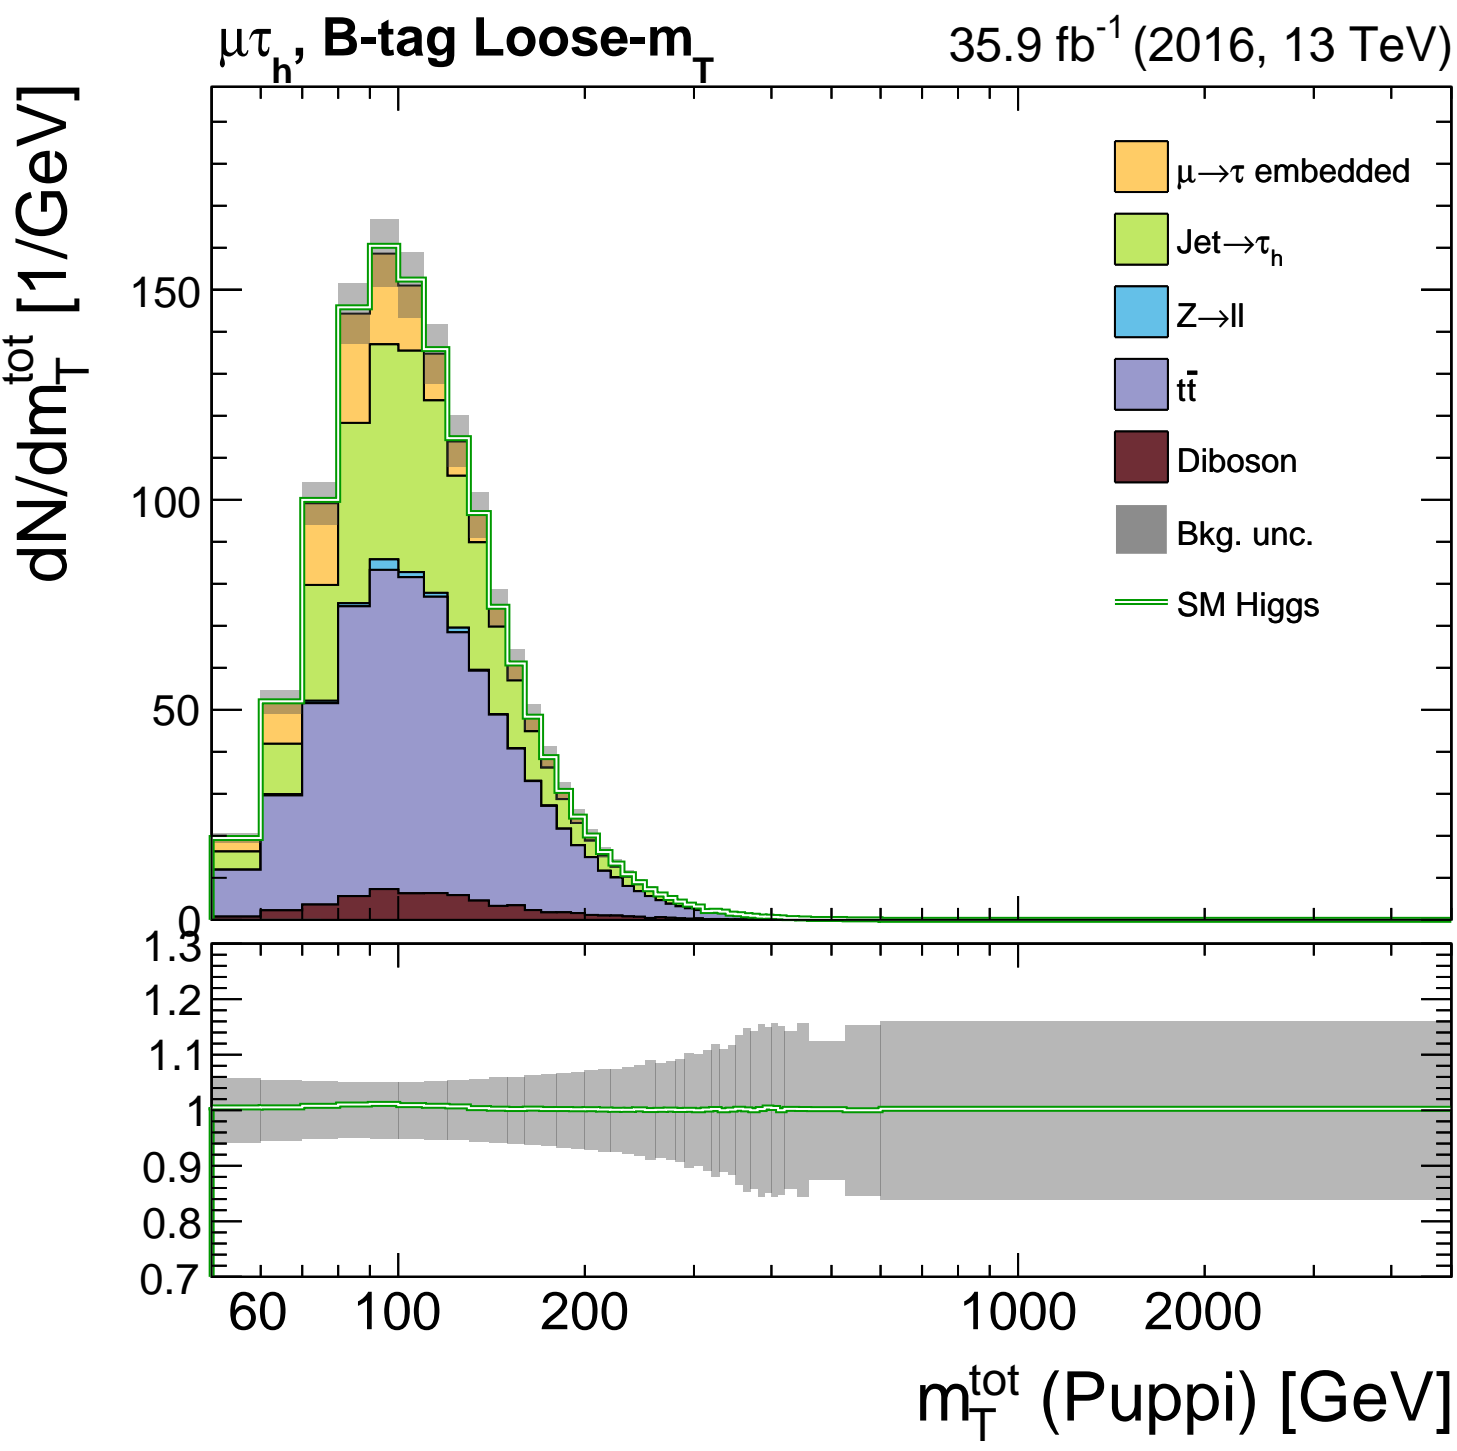 μτh, B-tag Loose-mT
35.9 fb-1 (2016, 13 TeV)
dN/dmTtot [1/GeV]
150
100
50
0
μ→τ embedded
Jet→τh
Z→ll
tt̄
Diboson
Bkg. unc.
SM Higgs
1.3
1.2
1.1
1
0.9
0.8
0.7
60 100 200 1000 2000
mTtot (Puppi) [GeV]